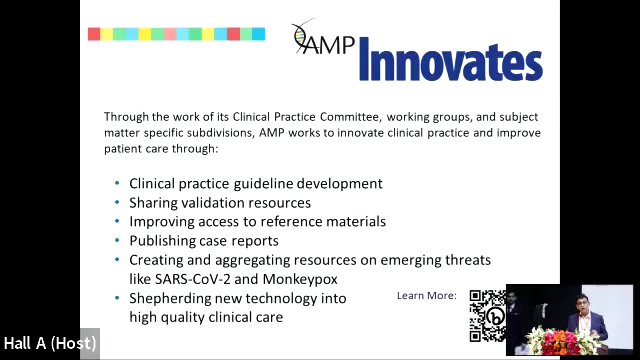 AMP
Innovates
Through the work of its Clinical Practice Committee, working groups, and subject
matter specific subdivisions, AMP works to innovate clinical practice and improve
patient care through:
• Clinical practice guideline development
• Sharing validation resources
• Improving access to reference materials
• Publishing case reports
• Creating and aggregating resources on emerging threats
like SARS-CoV-2 and Monkeypox
• Shepherding new technology into
high quality clinical care
Learn More:
Hall A (Host)